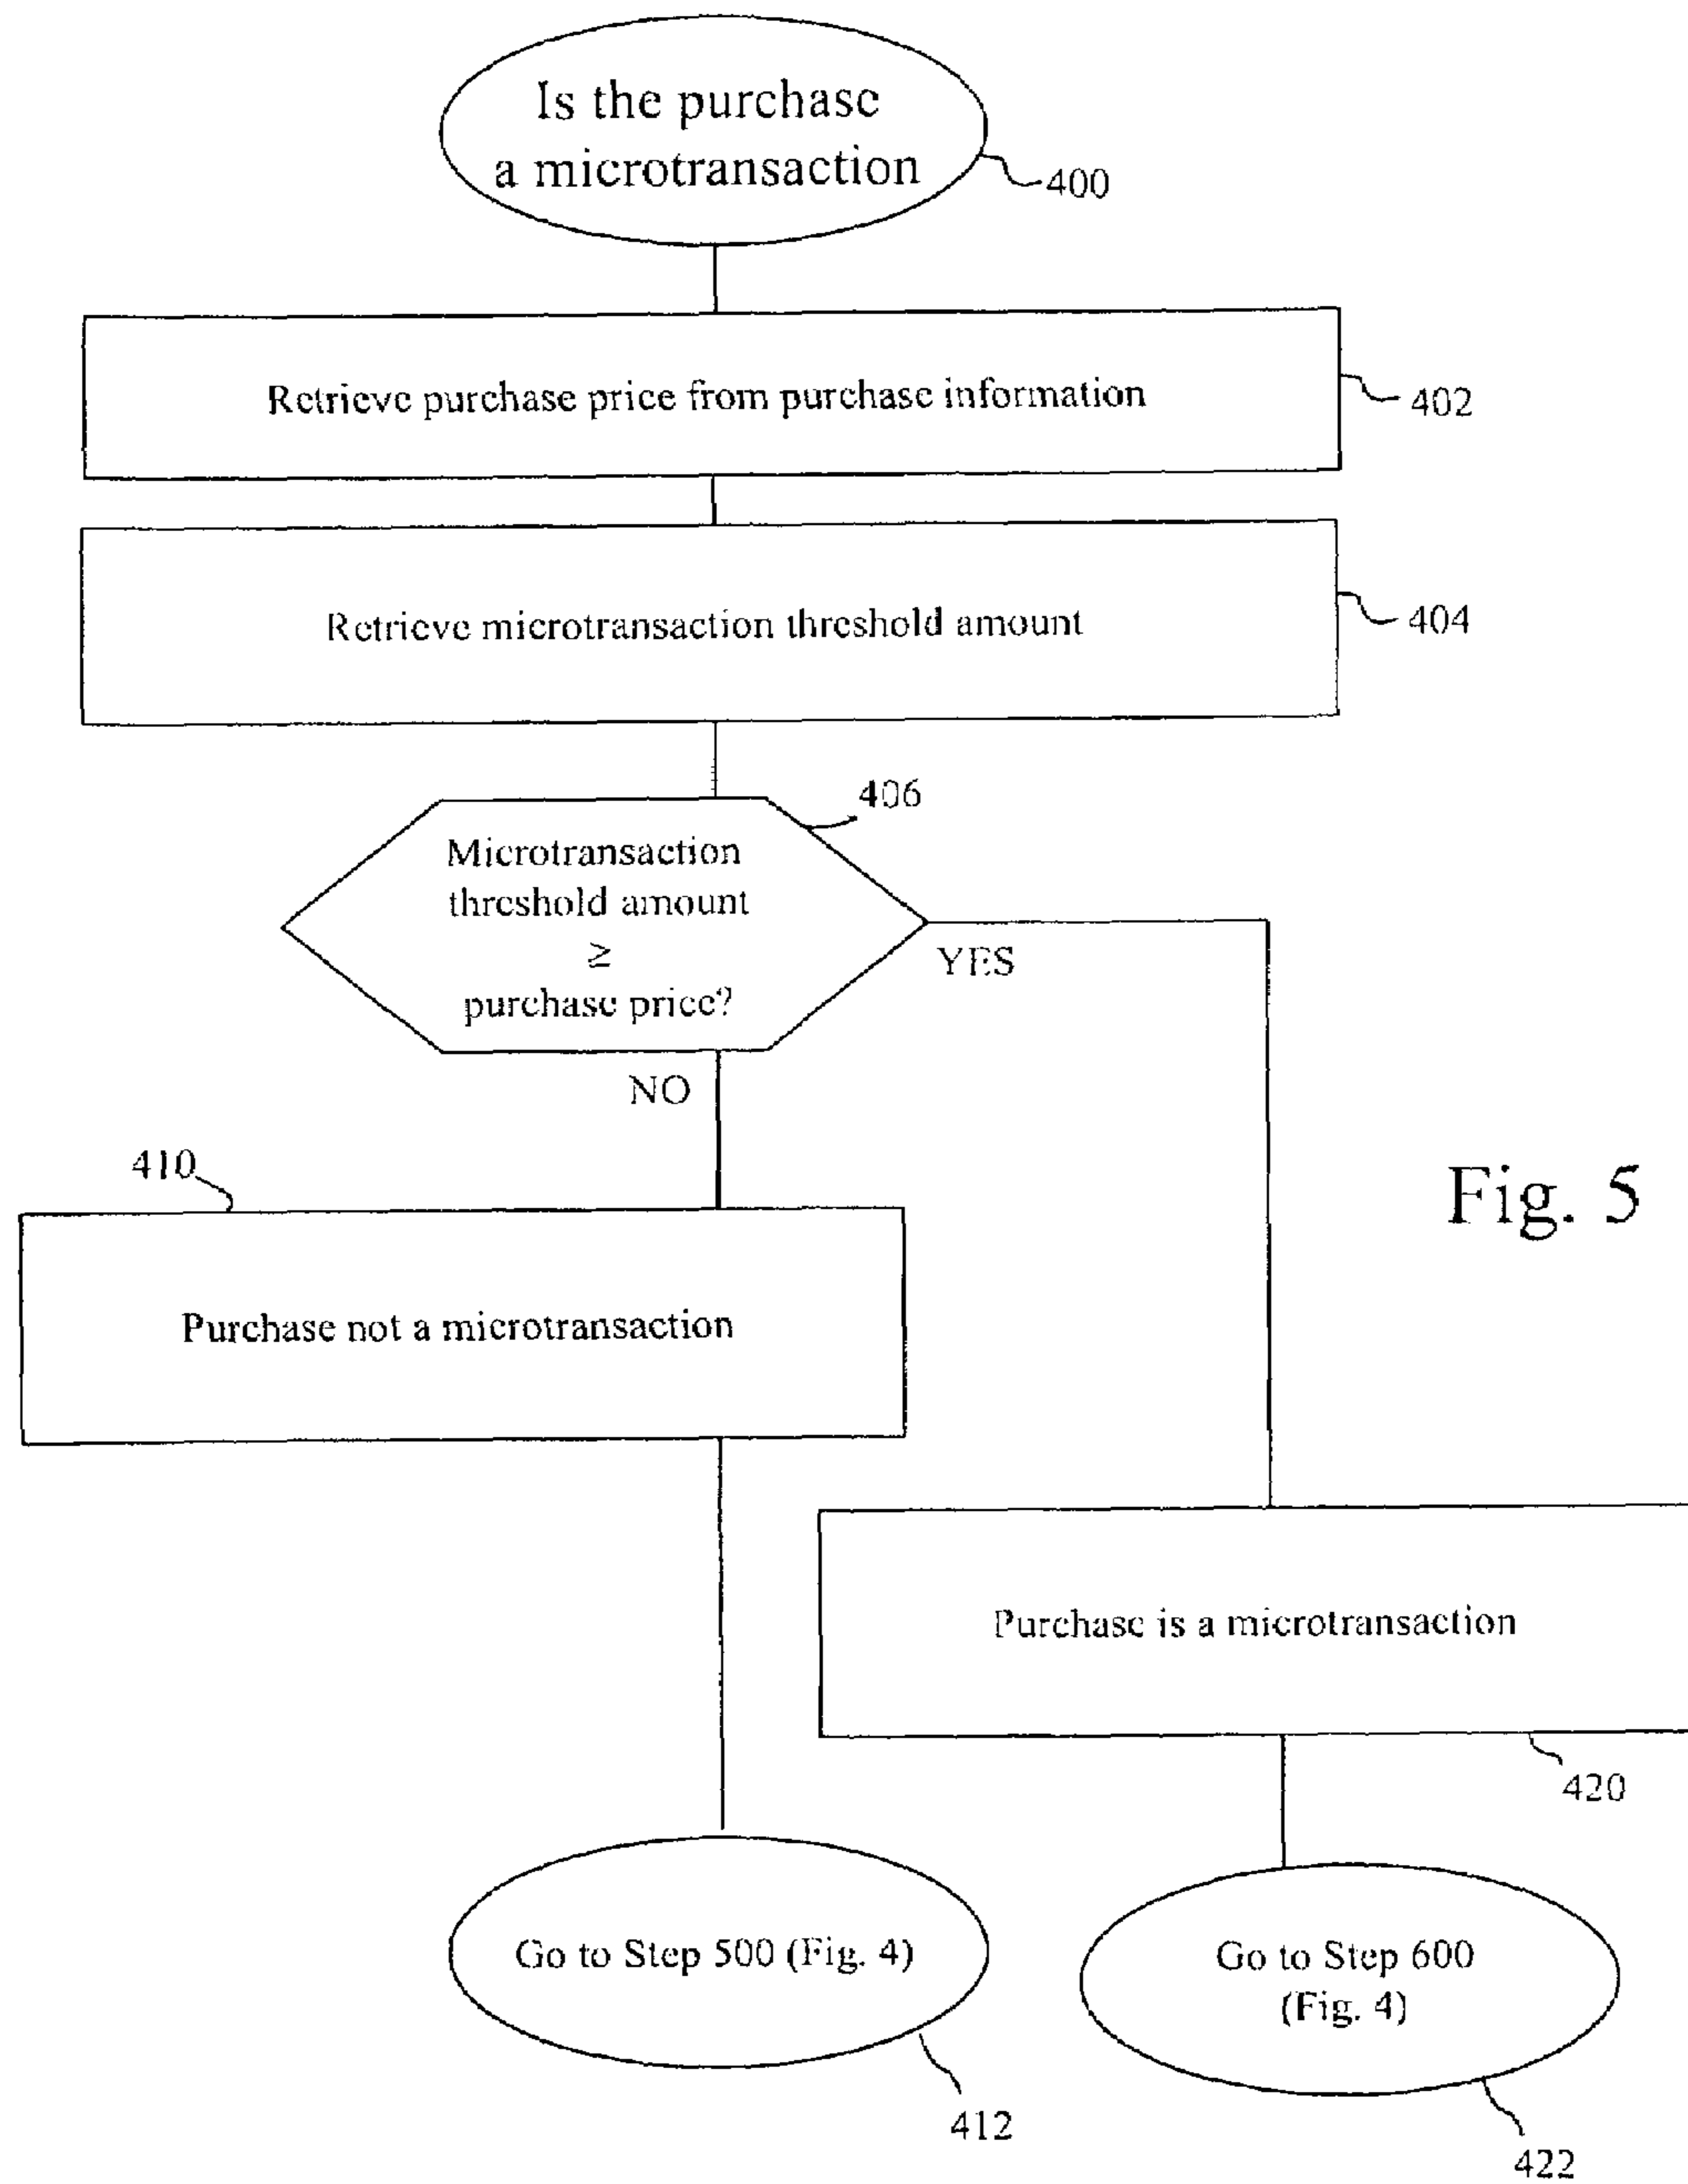 Is the purchase
a microtransaction
400
Retrieve purchase price from purchase information
402
Retrieve microtransaction threshold amount
404
406
Microtransaction
threshold amount
≥
purchase price?
YES
NO
410
Fig. 5
Purchase not a microtransaction
Purchase is a microtransaction
420
Go to Step 500 (Fig. 4)
Go to Step 600
(Fig. 4)
412
422